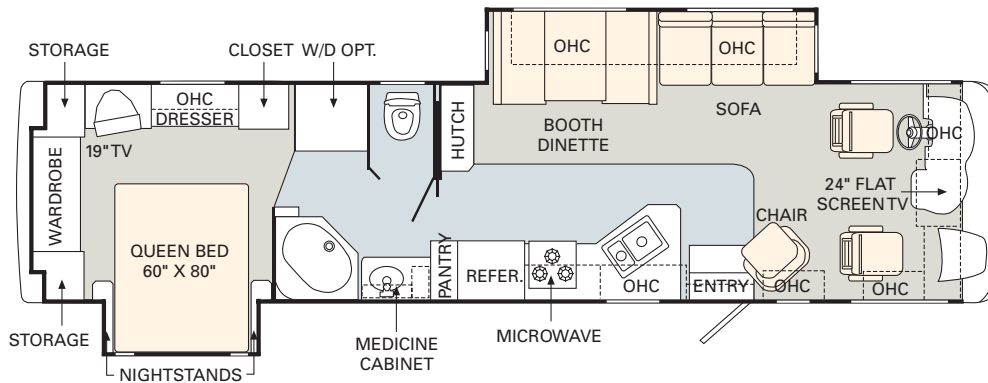 STORAGE
CLOSET
W/D OPT.
OHC
OHC
OHC
DRESSER
19" TV
WARDROBE
HUTCH
BOOTH
DINETTE
SOFA
OHC
24" FLAT
SCREEN TV
CHAIR
QUEEN BED
60" X 80"
PANTRY
REFER.
OHC
ENTRY
OHC
OHC
STORAGE
MEDICINE
CABINET
MICROWAVE
NIGHTSTANDS